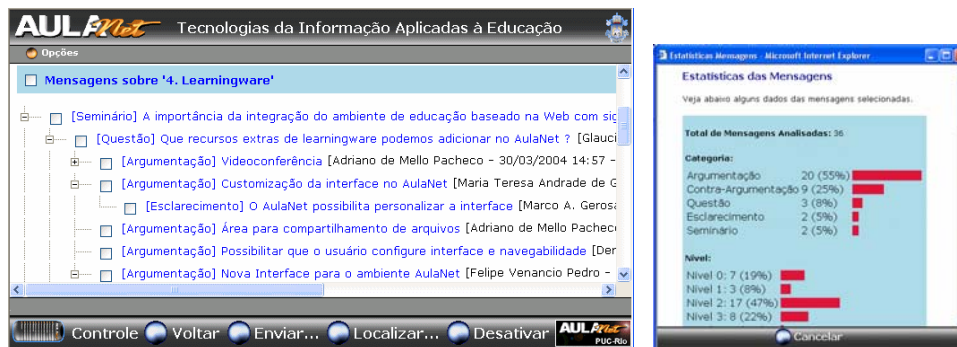 AULANet Tecnologias da Informação Aplicadas à Educação
Opções
Mensagens sobre '4. Learningware'
[Seminário] A importância da integração do ambiente de educação baseado na Web com sig
[Questão] Que recursos extras de learningware podemos adicionar no AulaNet ? [Glauci
[Argumentação] Videoconferência [Adriano de Mello Pacheco - 30/03/2004 14:57 -
[Argumentação] Customização da interface no AulaNet [Maria Teresa Andrade de G
[Esclarecimento] O AulaNet possibilita personalizar a interface [Marco A. Gerosa
[Argumentação] Área para compartilhamento de arquivos [Adriano de Mello Pacheco
[Argumentação] Possibilitar que o usuário configure interface e navegabilidade [Den
[Argumentação] Nova Interface para o ambiente AulaNet [Felipe Venancio Pedro -
Controle Voltar Enviar... Localizar... Desativar AULANet
PUC-Rio
Estatísticas Mensagens - Microsoft Internet Explorer
Estatísticas das Mensagens
Veja abaixo alguns dados das mensagens selecionadas.
Total de Mensagens Analisadas: 36
Categoria:
Argumentação 20 (55%)
Contra-Argumentação 9 (25%)
Questão 3 (8%)
Esclarecimento 2 (5%)
Seminário 2 (5%)
Nível:
Nível 0: 7 (19%)
Nível 1: 3 (8%)
Nível 2: 17 (47%)
Nível 3: 8 (22%)
Cancelar